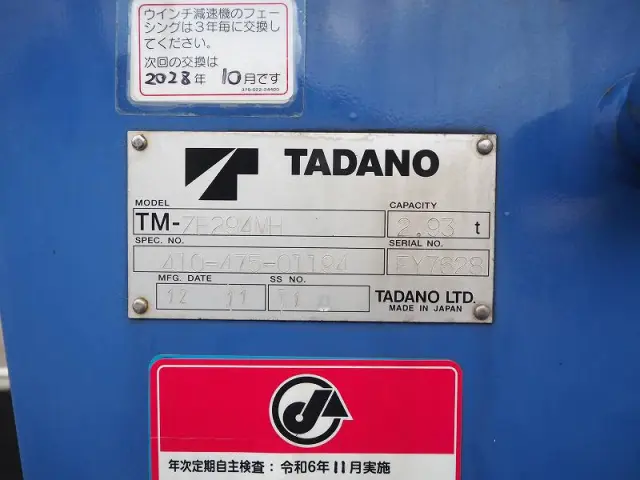 ウインチ減速機のフェー
シングは3年毎に交換し
てください。
次回の交換は
2028年 10月です
TADANO
MODEL
CAPACITY
TM-ZE294MH
2.93 t
SPEC. NO.
SERIAL NO.
FY7828
MFG. DATE
SS NO.
12 11
TADANO LTD.
MADE IN JAPAN
年次定期自主検査：令和6年11月実施